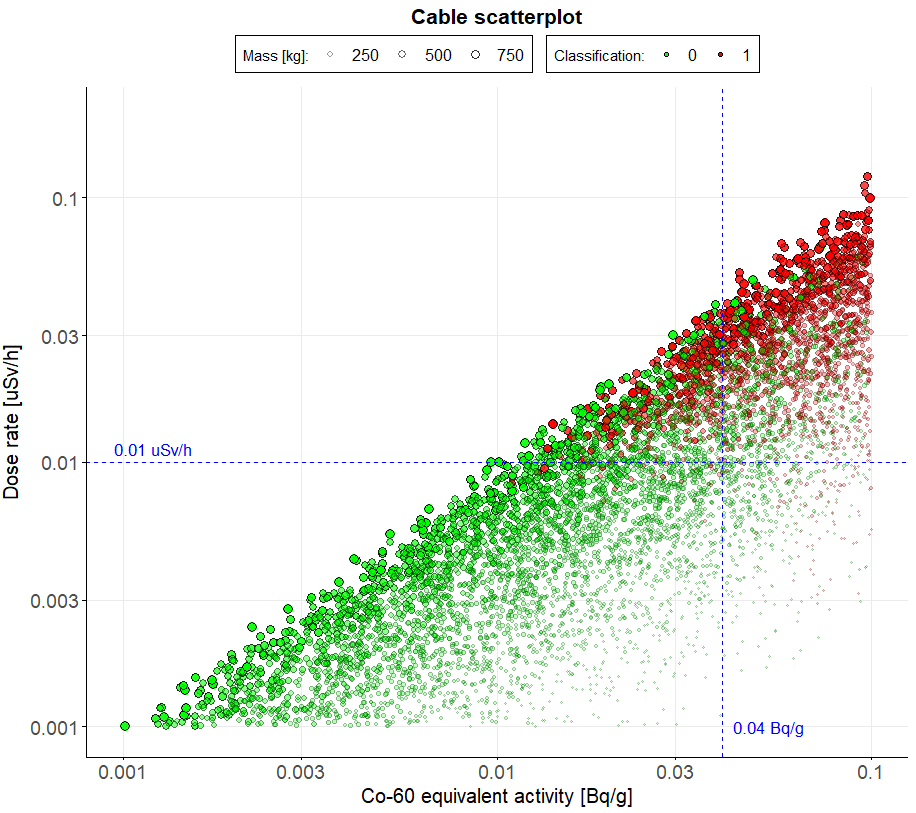 Cable scatterplot
Mass [kg]: 250 500 750 Classification: 0 1
0.1
0.03
0.01 uSv/h
0.01
0.003
0.001
Dose rate [uSv/h]
0.04 Bq/g
0.001 0.003 0.01 0.03 0.1
Co-60 equivalent activity [Bq/g]